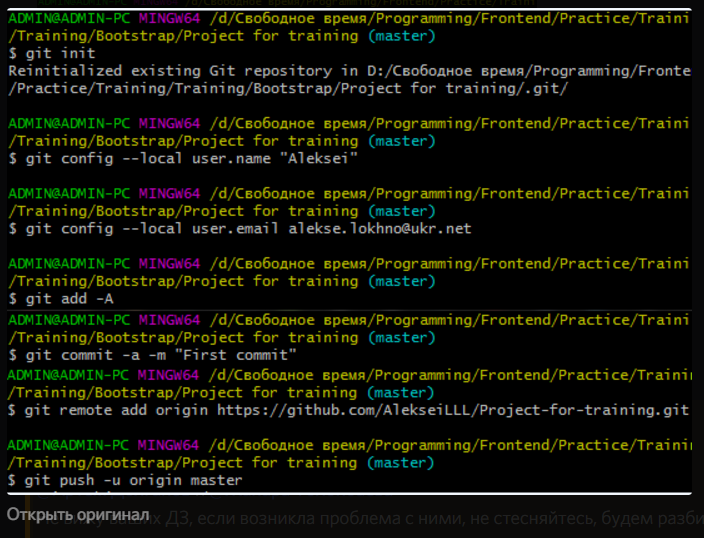 ADMIN@ADMIN-PC MINGW64 /d/Свободное время/Programming/Frontend/Practice/Traini
/Training/Bootstrap/Project for training (master)
$ git init
Reinitialized existing Git repository in D:/Свободное время/Programming/Fronte
/Practice/Training/Training/Bootstrap/Project for training/.git/
ADMIN@ADMIN-PC MINGW64 /d/Свободное время/Programming/Frontend/Practice/Traini
/Training/Bootstrap/Project for training (master)
$ git config --local user.name "Aleksei"
ADMIN@ADMIN-PC MINGW64 /d/Свободное время/Programming/Frontend/Practice/Traini
/Training/Bootstrap/Project for training (master)
$ git config --local user.email alekse.lokhno@ukr.net
ADMIN@ADMIN-PC MINGW64 /d/Свободное время/Programming/Frontend/Practice/Traini
/Training/Bootstrap/Project for training (master)
$ git add -A
ADMIN@ADMIN-PC MINGW64 /d/Свободное время/Programming/Frontend/Practice/Traini
/Training/Bootstrap/Project for training (master)
$ git commit -a -m "First commit"
ADMIN@ADMIN-PC MINGW64 /d/Свободное время/Programming/Frontend/Practice/Trainin
/Training/Bootstrap/Project for training (master)
$ git remote add origin https://github.com/AlekseiLLL/Project-for-training.git
ADMIN@ADMIN-PC MINGW64 /d/Свободное время/Programming/Frontend/Practice/Trainin
/Training/Bootstrap/Project for training (master)
$ git push -u origin master
Открыть оригинал
ДЗ, если возникла проблема с ними, не стесняйтесь, будем разби